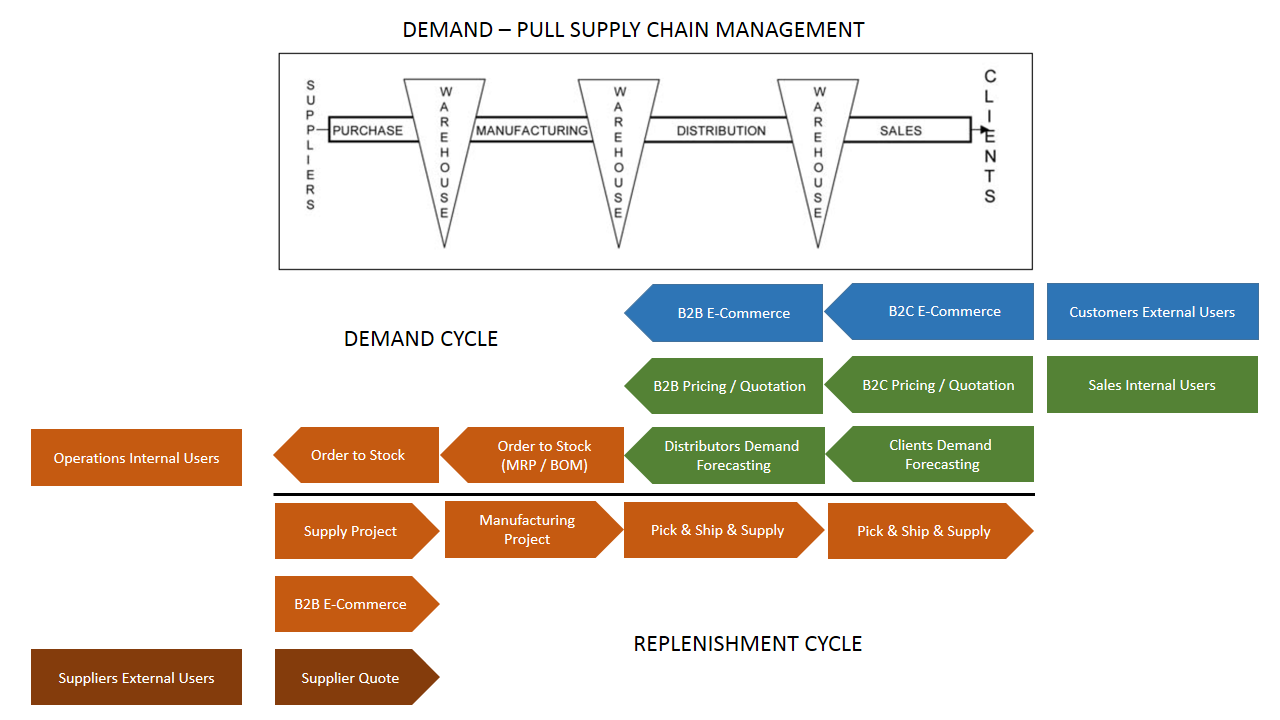 DEMAND – PULL SUPPLY CHAIN MANAGEMENT
SUPPLIERS
PURCHASE
WAREHOUSE
MANUFACTURING
WAREHOUSE
DISTRIBUTION
WAREHOUSE
SALES
CLIENTS
B2B E-Commerce
B2C E-Commerce
Customers External Users
DEMAND CYCLE
B2B Pricing / Quotation
B2C Pricing / Quotation
Sales Internal Users
Operations Internal Users
Order to Stock
Order to Stock
(MRP / BOM)
Distributors Demand
Forecasting
Clients Demand
Forecasting
Supply Project
Manufacturing
Project
Pick & Ship & Supply
Pick & Ship & Supply
B2B E-Commerce
REPLENISHMENT CYCLE
Suppliers External Users
Supplier Quote